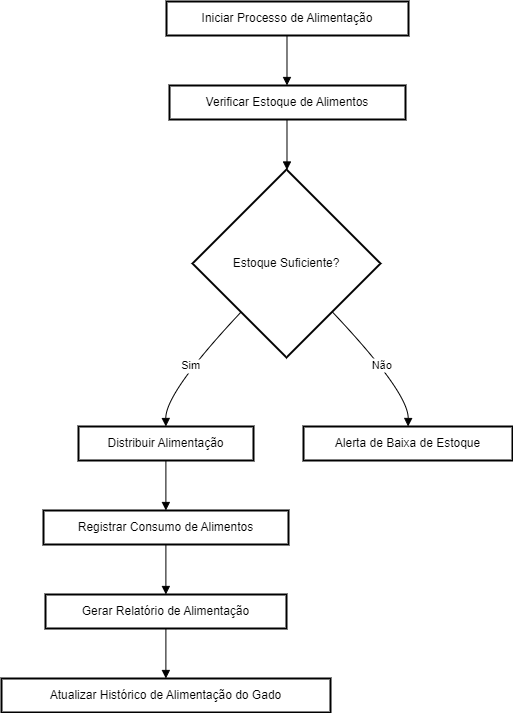 Iniciar Processo de Alimentação
Verificar Estoque de Alimentos
Estoque Suficiente?
Sim
Não
Distribuir Alimentação
Alerta de Baixa de Estoque
Registrar Consumo de Alimentos
Gerar Relatório de Alimentação
Atualizar Histórico de Alimentação do Gado